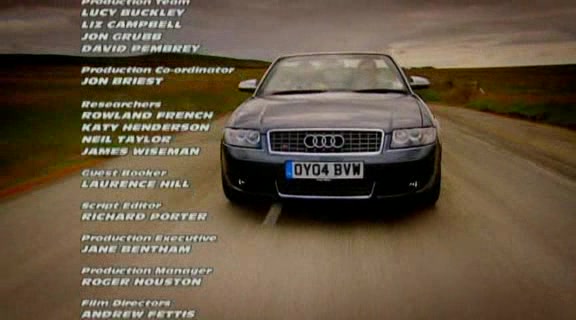 Production Team
LUCY BUCKLEY
LIZ CAMPBELL
JON GRUBB
DAVID PEMBREY
Production Co-ordinator
JON BRIEST
Researchers
ROWLAND FRENCH
KATY HENDERSON
NEIL TAYLOR
JAMES WISEMAN
Guest Booker
LAURENCE HILL
Script Editor
RICHARD PORTER
Production Executive
JANE BENTHAM
Production Manager
ROGER HOUSTON
Film Directors
ANDREW FETTIS
OY04 BVW